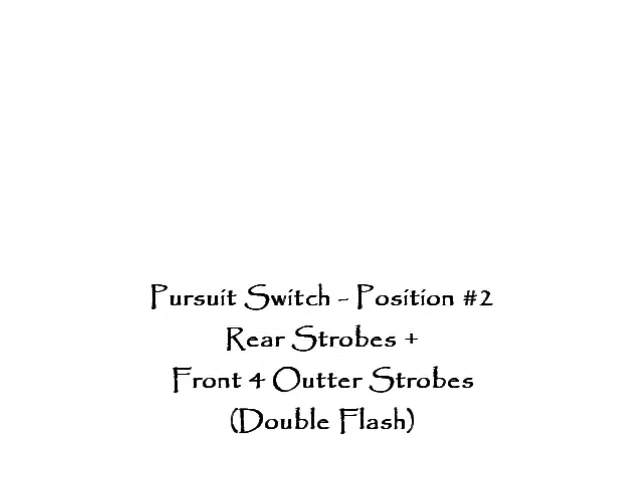 Pursuit Switch - Position #2
Rear Strobes +
Front 4 Outter Strobes
(Double Flash)